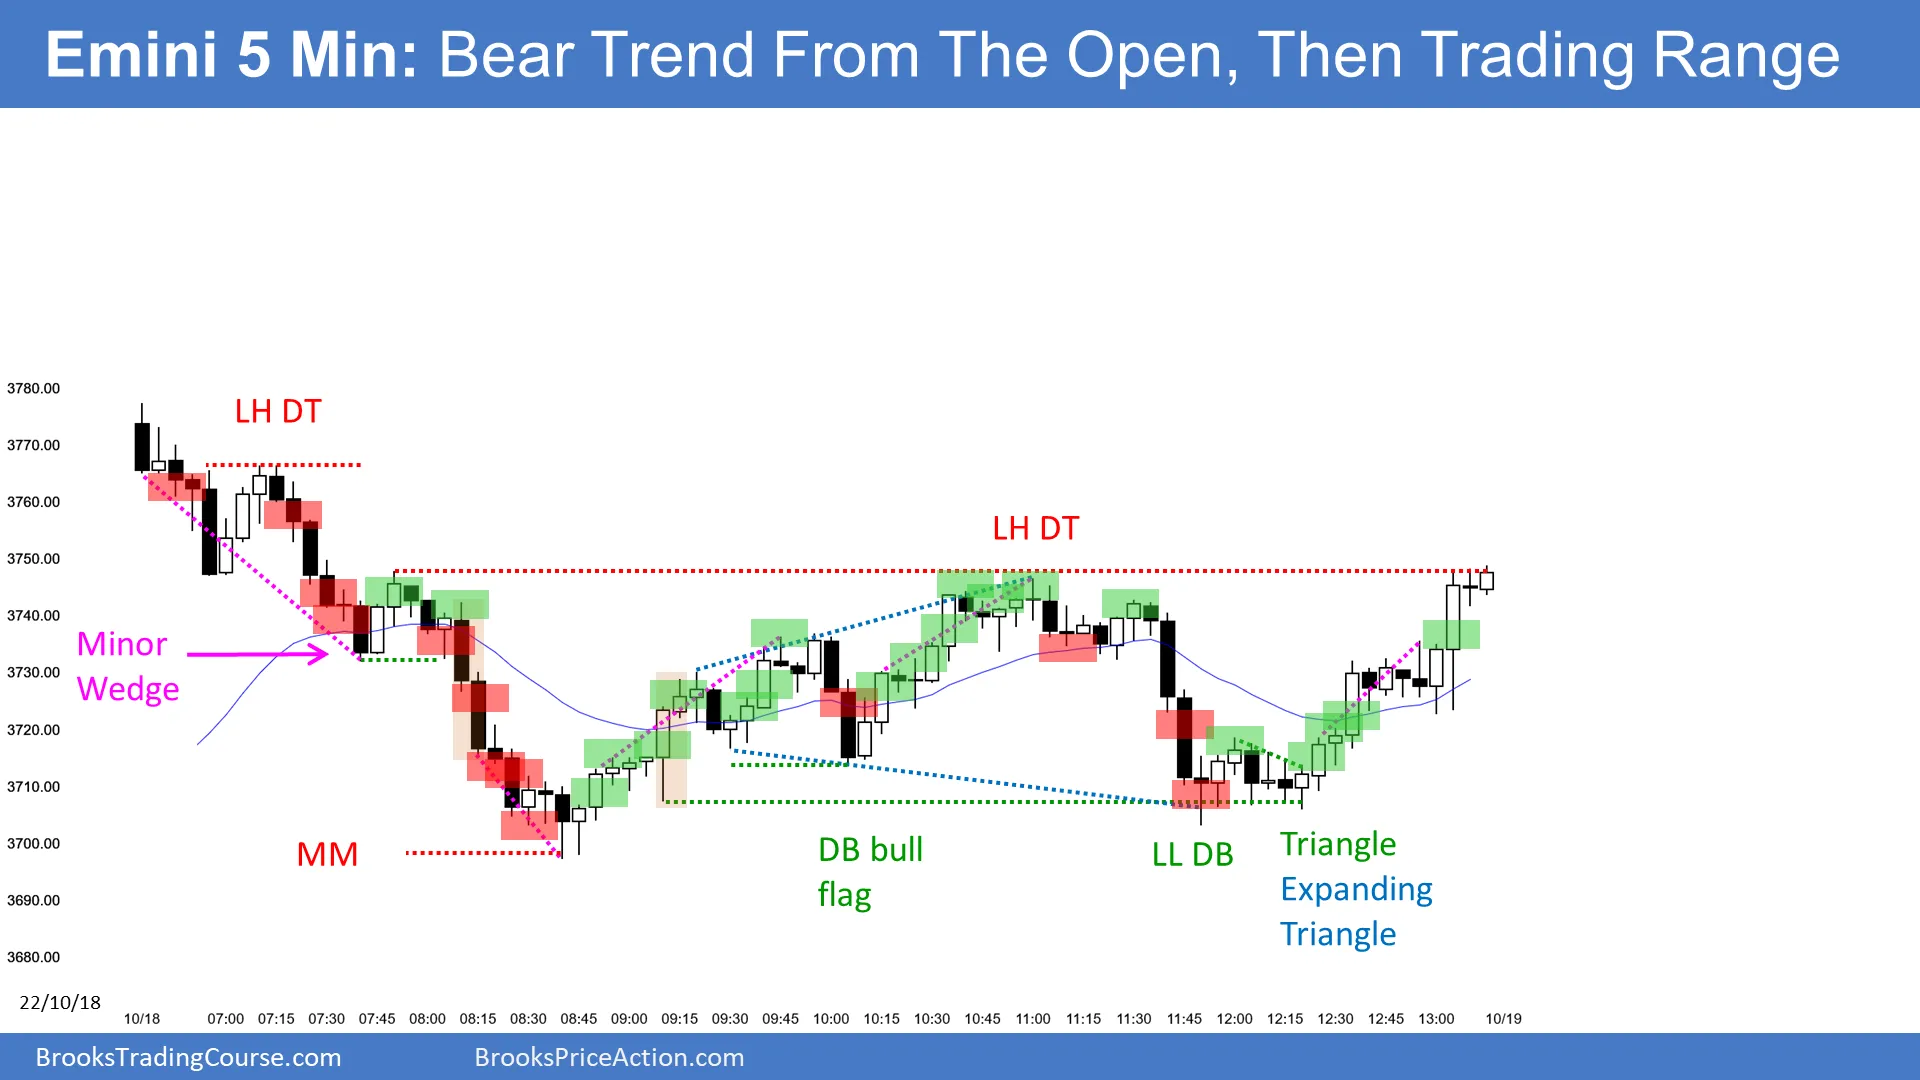 Emini 5 Min: Bear Trend From The Open, Then Trading Range
3780.00
LH DT
3770.00
3760.00
LH DT
3750.00
3740.00
Minor
Wedge
3730.00
3720.00
3710.00
3700.00
MM
DB bull
flag
LL DB
Triangle
Expanding
Triangle
3690.00
3680.00
22/10/18
10/18 07:00 07:15 07:30 07:45 08:00 08:15 08:30 08:45 09:00 09:15 09:30 09:45 10:00 10:15 10:30 10:45 11:00 11:15 11:30 11:45 12:00 12:15 12:30 12:45 13:00 10/19
BrooksTradingCourse.com BrooksPriceAction.com